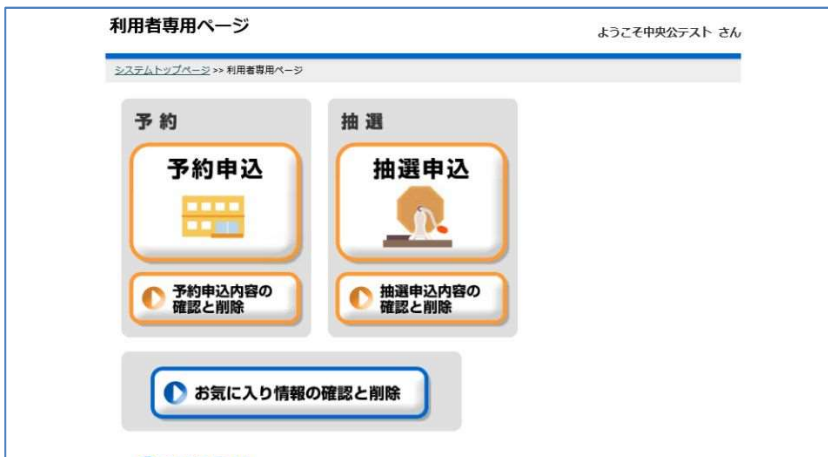 利用者専用ページ
ようこそ中央公テスト さん
システムトップページ >> 利用者専用ページ
予約
抽選
予約申込
抽選申込
予約申込内容の
確認と削除
抽選申込内容の
確認と削除
お気に入り情報の確認と削除